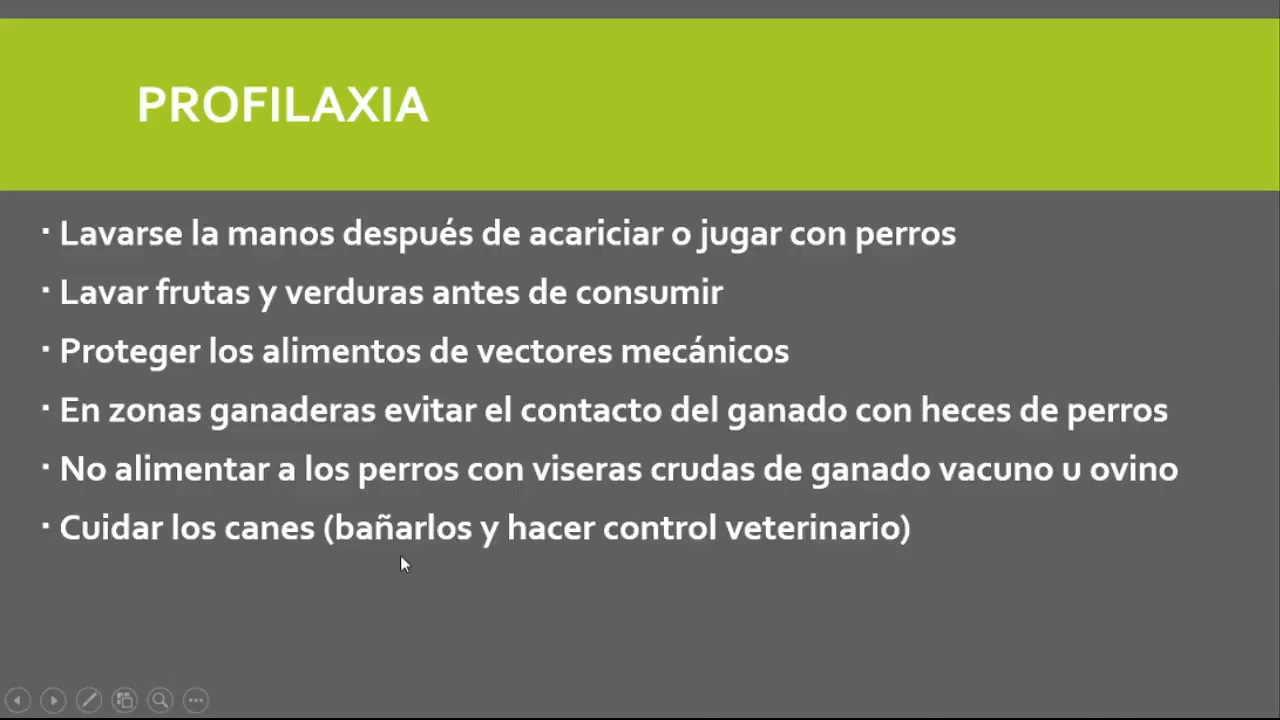 PROFILAXIA
· Lavarse la manos después de acariciar o jugar con perros
· Lavar frutas y verduras antes de consumir
· Proteger los alimentos de vectores mecánicos
· En zonas ganaderas evitar el contacto del ganado con heces de perros
· No alimentar a los perros con viseras crudas de ganado vacuno u ovino
· Cuidar los canes (bañarlos y hacer control veterinario)